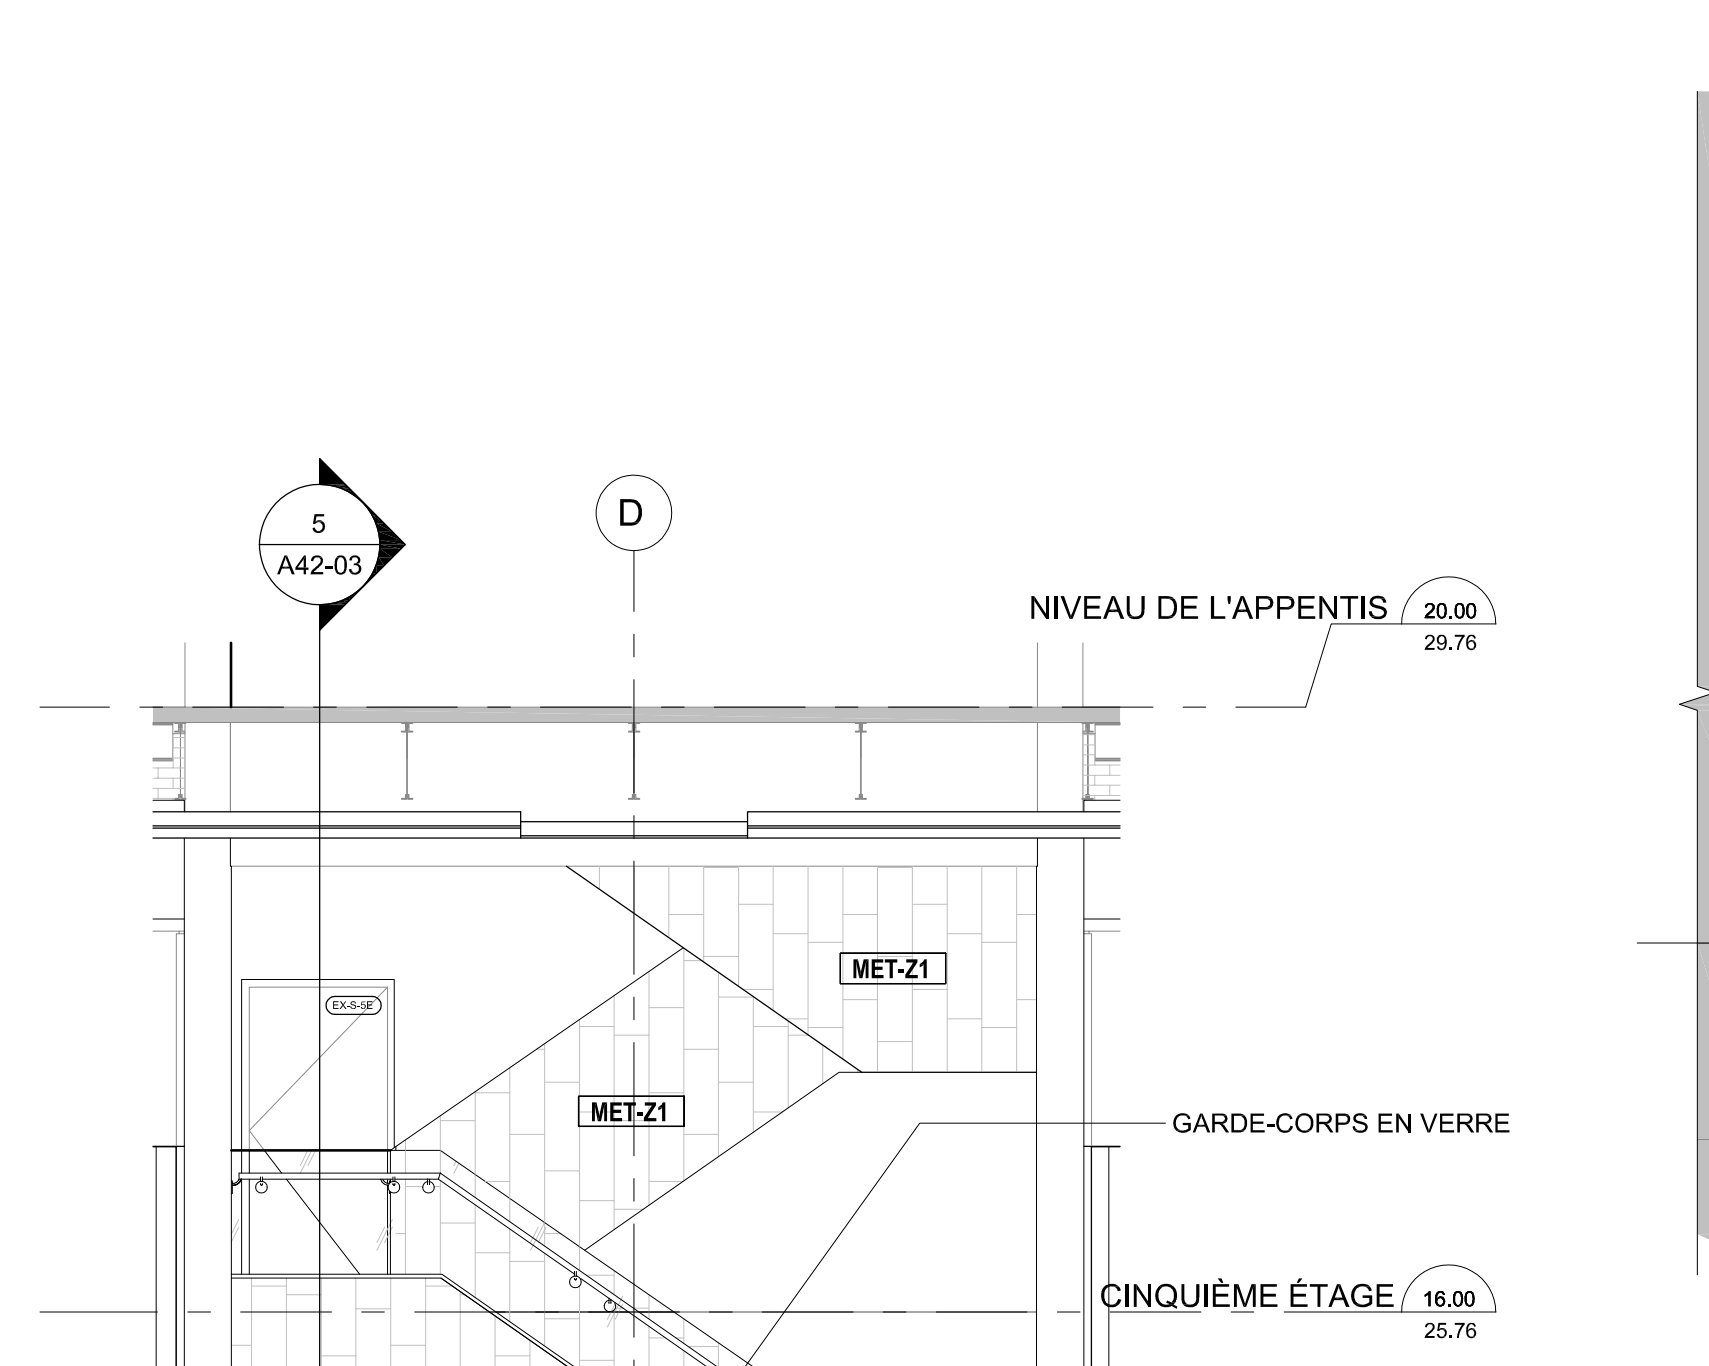 5
A42-03
D
NIVEAU DE L'APPENTIS
20.00
29.76
MET-Z1
EX-S-5E
MET-Z1
GARDE-CORPS EN VERRE
CINQUIÈME ÉTAGE
16.00
25.76